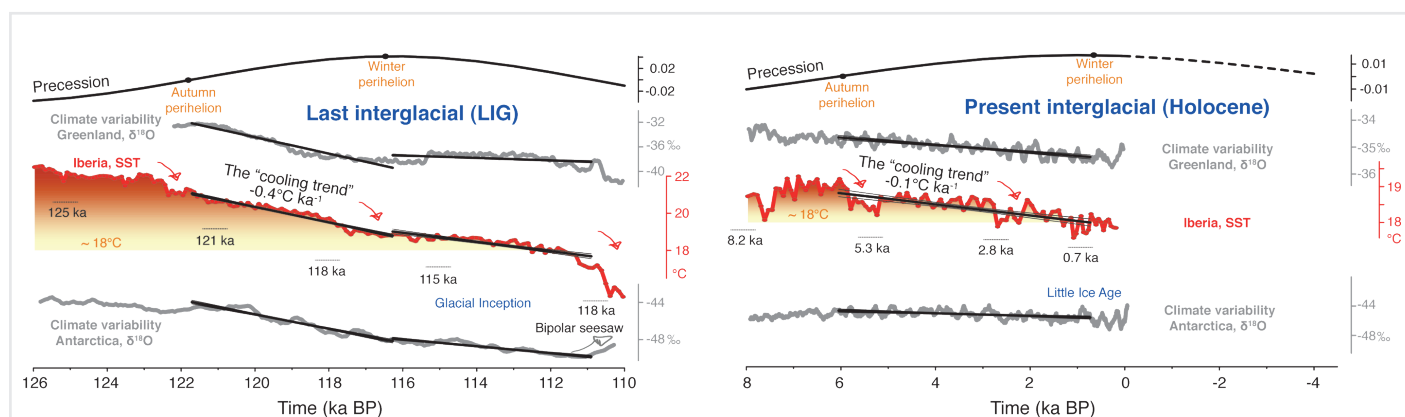 Precession
Autumn
perihelion
Winter
perihelion
0.02
-0.02
Last interglacial (LIG)
Climate variability
Greenland, δ¹⁸O
-32
-36 ‰
-40
Iberia, SST
The “cooling trend”
-0.4°C ka⁻¹
22
20
18
°C
125 ka
~ 18°C
121 ka
118 ka
115 ka
118 ka
Glacial Inception
Bipolar seesaw
Climate variability
Antarctica, δ¹⁸O
-44
-48 ‰
126
124
122
120
118
116
114
112
110
Time (ka BP)
Precession
Autumn
perihelion
Winter
perihelion
0.01
-0.01
Present interglacial (Holocene)
Climate variability
Greenland, δ¹⁸O
-34
-35 ‰
-36
The “cooling trend”
-0.1°C ka⁻¹
Iberia, SST
19
18
°C
~ 18°C
8.2 ka
5.3 ka
2.8 ka
0.7 ka
Little Ice Age
Climate variability
Antarctica, δ¹⁸O
-44
-48 ‰
8
6
4
2
0
-2
-4
Time (ka BP)